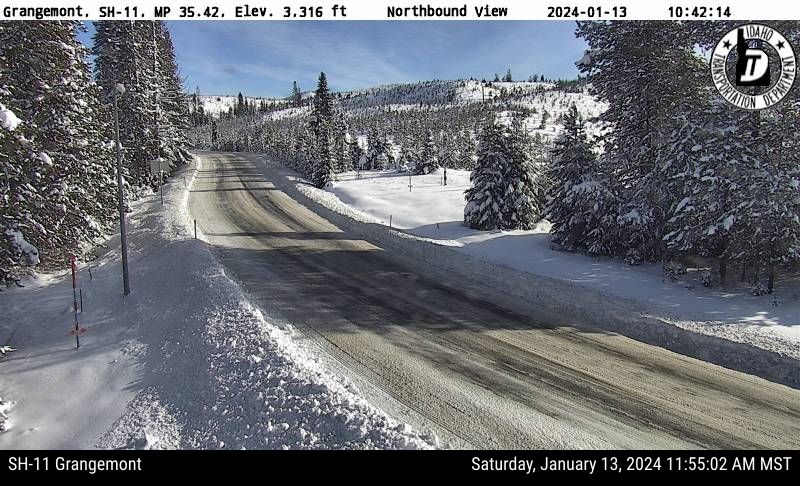 Grangemont, SH-11, MP 35.42, Elev. 3,316 ft Northbound View 2024-01-13 10:42:14
IDAHO
TRANSPORTATION DEPARTMENT
SH-11 Grangemont Saturday, January 13, 2024 11:55:02 AM MST